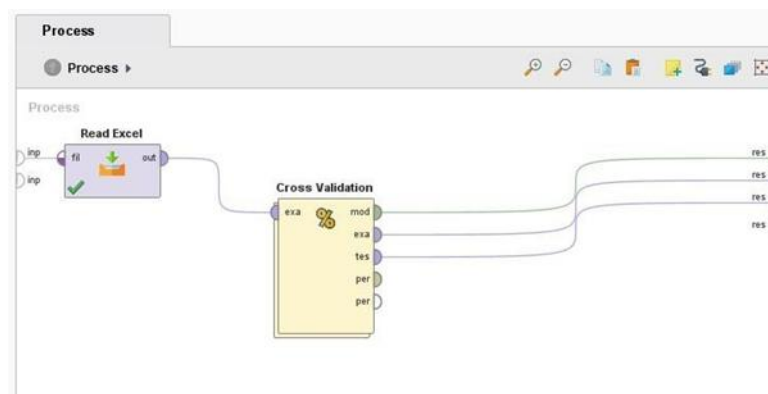 Process
Process
Process
Read Excel
inp
fil
out
inp
Cross Validation
exa
%
mod
exa
tes
per
per
res
res
res
res